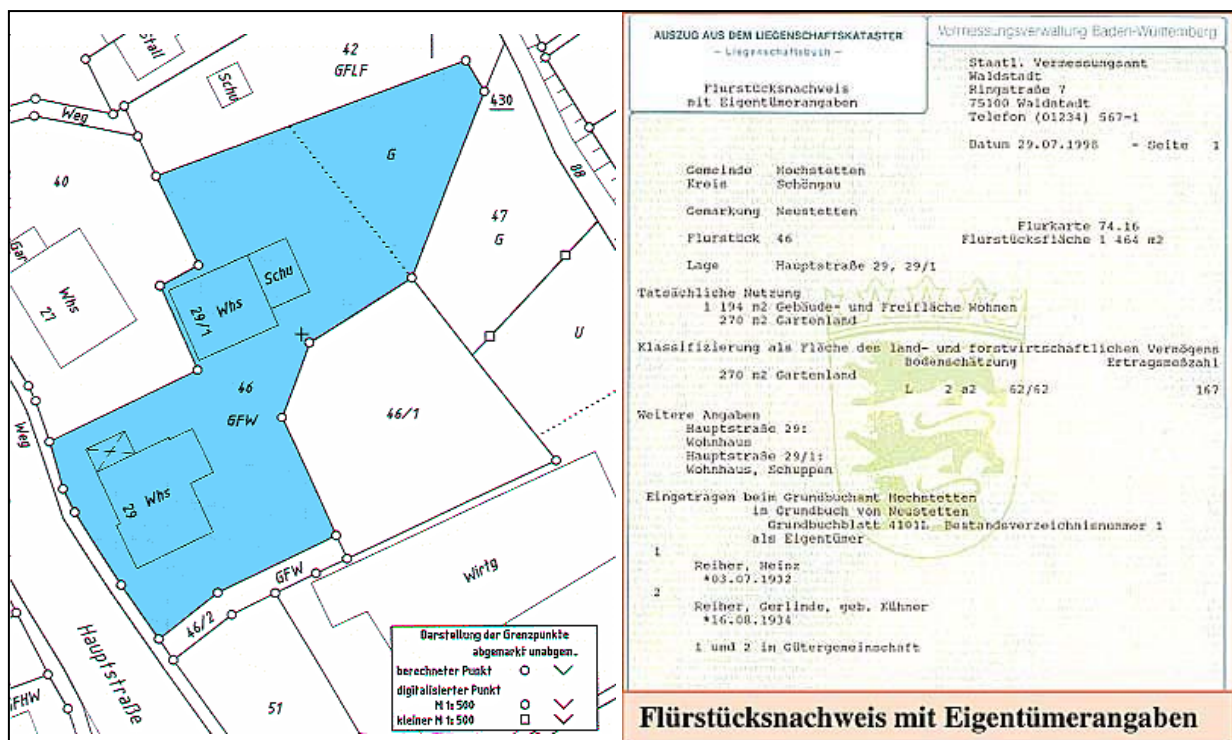 Stall
42
GFLF
Schu
Weg
430
G
88
40
47
G
Gar
Whs
27
Schu
Whs
29/1
U
46
GFW
46/1
Weg
Whs
29
GFW
Wirtg
46/2
Hauptstraße
GFHW
51
Darstellung der Grenzpunkte
abgemarkt unabgem.
berechneter Punkt
digitalisierter Punkt
M 1: 500
kleiner M 1: 500
AUSZUG AUS DEM LIEGENSCHAFTSKATASTER
- Liegenschaftsbuch -
Flurstücksnachweis
mit Eigentümerangaben
Vermessungsverwaltung Baden-Württemberg
Staatl. Vermessungsamt
Waldstadt
Ringstraße 7
75100 Waldstadt
Telefon (01234) 567-1
Datum 29.07.1998 - Seite 1
Gemeinde Hochstetten
Kreis Schöngau
Gemarkung Neustetten
Flurkarte 74.16
Flurstück 46 Flurstücksfläche 1 464 m2
Lage Hauptstraße 29, 29/1
Tatsächliche Nutzung
1 194 m2 Gebäude- und Freifläche Wohnen
270 m2 Gartenland
Klassifizierung als Fläche des land- und forstwirtschaftlichen Vermögens
Bodenschätzung Ertragsmeßzahl
270 m2 Gartenland
L 2 a2 62/62 167
Weitere Angaben
Hauptstraße 29:
Wohnhaus
Hauptstraße 29/1:
Wohnhaus, Schuppen
Eingetragen beim Grundbuchamt Hochstetten
im Grundbuch von Neustetten
Grundbuchblatt 4101L Bestandsverzeichnisnummer 1
als Eigentümer
1
Reiher, Heinz
*03.07.1932
2
Reiher, Gerlinde, geb. Kühner
*16.08.1934
1 und 2 in Gütergemeinschaft
Flürstücksnachweis mit Eigentümerangaben